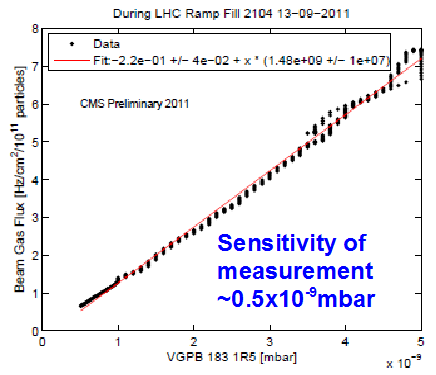 During LHC Ramp Fill 2104 13-09-2011
Data
Fit:-2.2e-01 +/- 4e-02 + x * (1.48e+09 +/- 1e+07)
CMS Preliminary 2011
Beam Gas Flux [Hz/cm²/10¹¹ particles]
8
7
6
5
4
3
2
1
0
Sensitivity of
measurement
~0.5x10⁻⁹mbar
0 1 2 3 4 5
VGPB 183 1R5 [mbar]
x 10⁻⁹